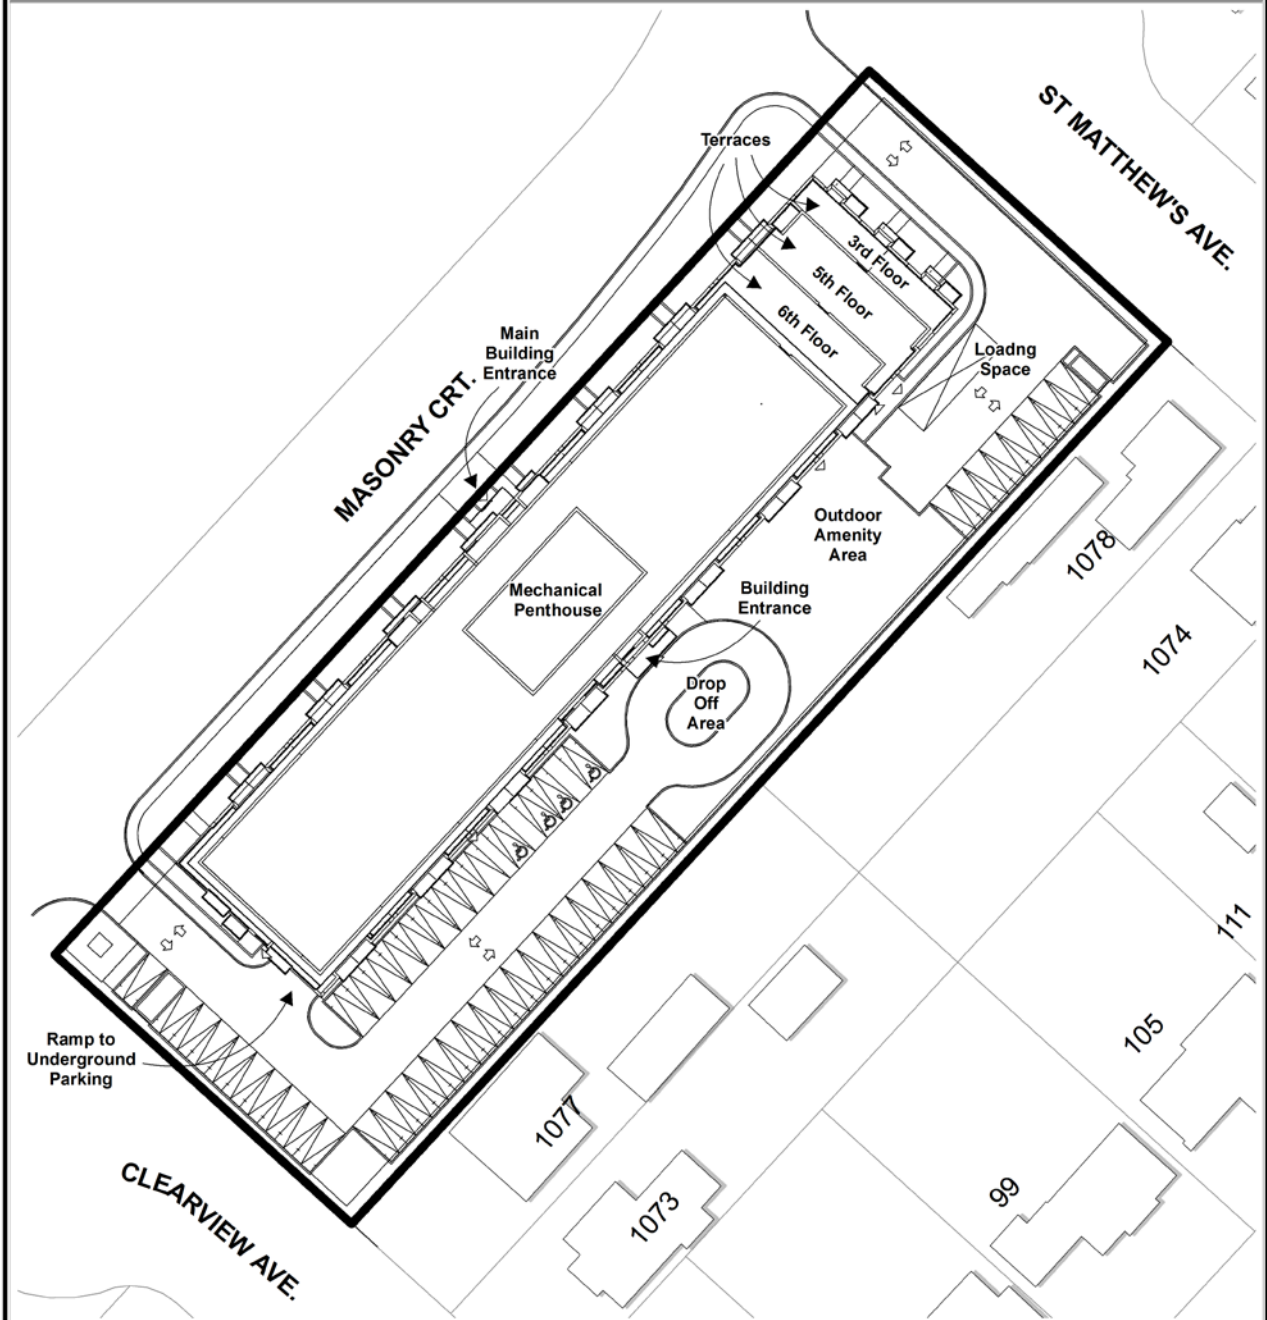 ST MATTHEW'S AVE.
Terraces
3rd Floor
5th Floor
6th Floor
Main
Building
Entrance
Loadng
Space
MASONRY CRT.
Outdoor
Amenity
Area
1078
Mechanical
Penthouse
Building
Entrance
1074
Drop
Off
Area
111
105
Ramp to
Underground
Parking
1077
99
1073
CLEARVIEW AVE.